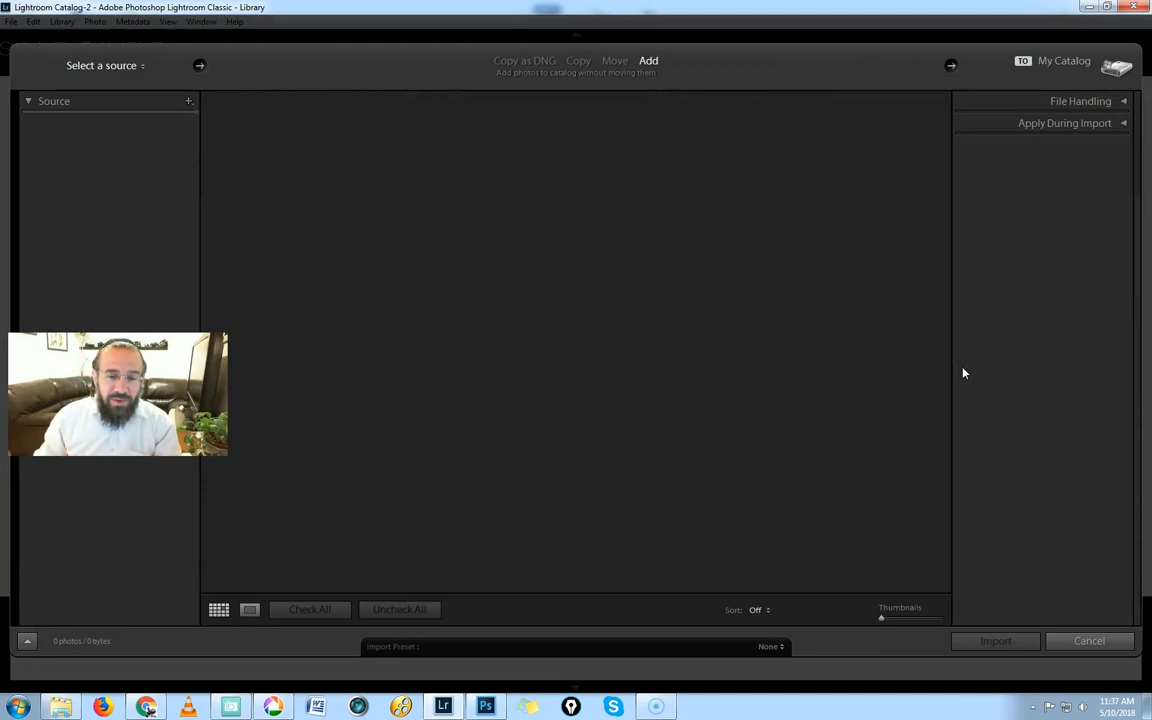 Lightroom Catalog-2 - Adobe Photoshop Lightroom Classic - Library
File Edit Library Photo Metadata View Window Help
Select a source
Copy as DNG Copy Move Add
Add photos to catalog without moving them
TO My Catalog
Source
File Handling
Apply During Import
Check All Uncheck All
Sort: Off
Thumbnails
0 photos / 0 bytes
Import Preset : None
Import Cancel
Lr Ps
11:37 AM
5/10/2018